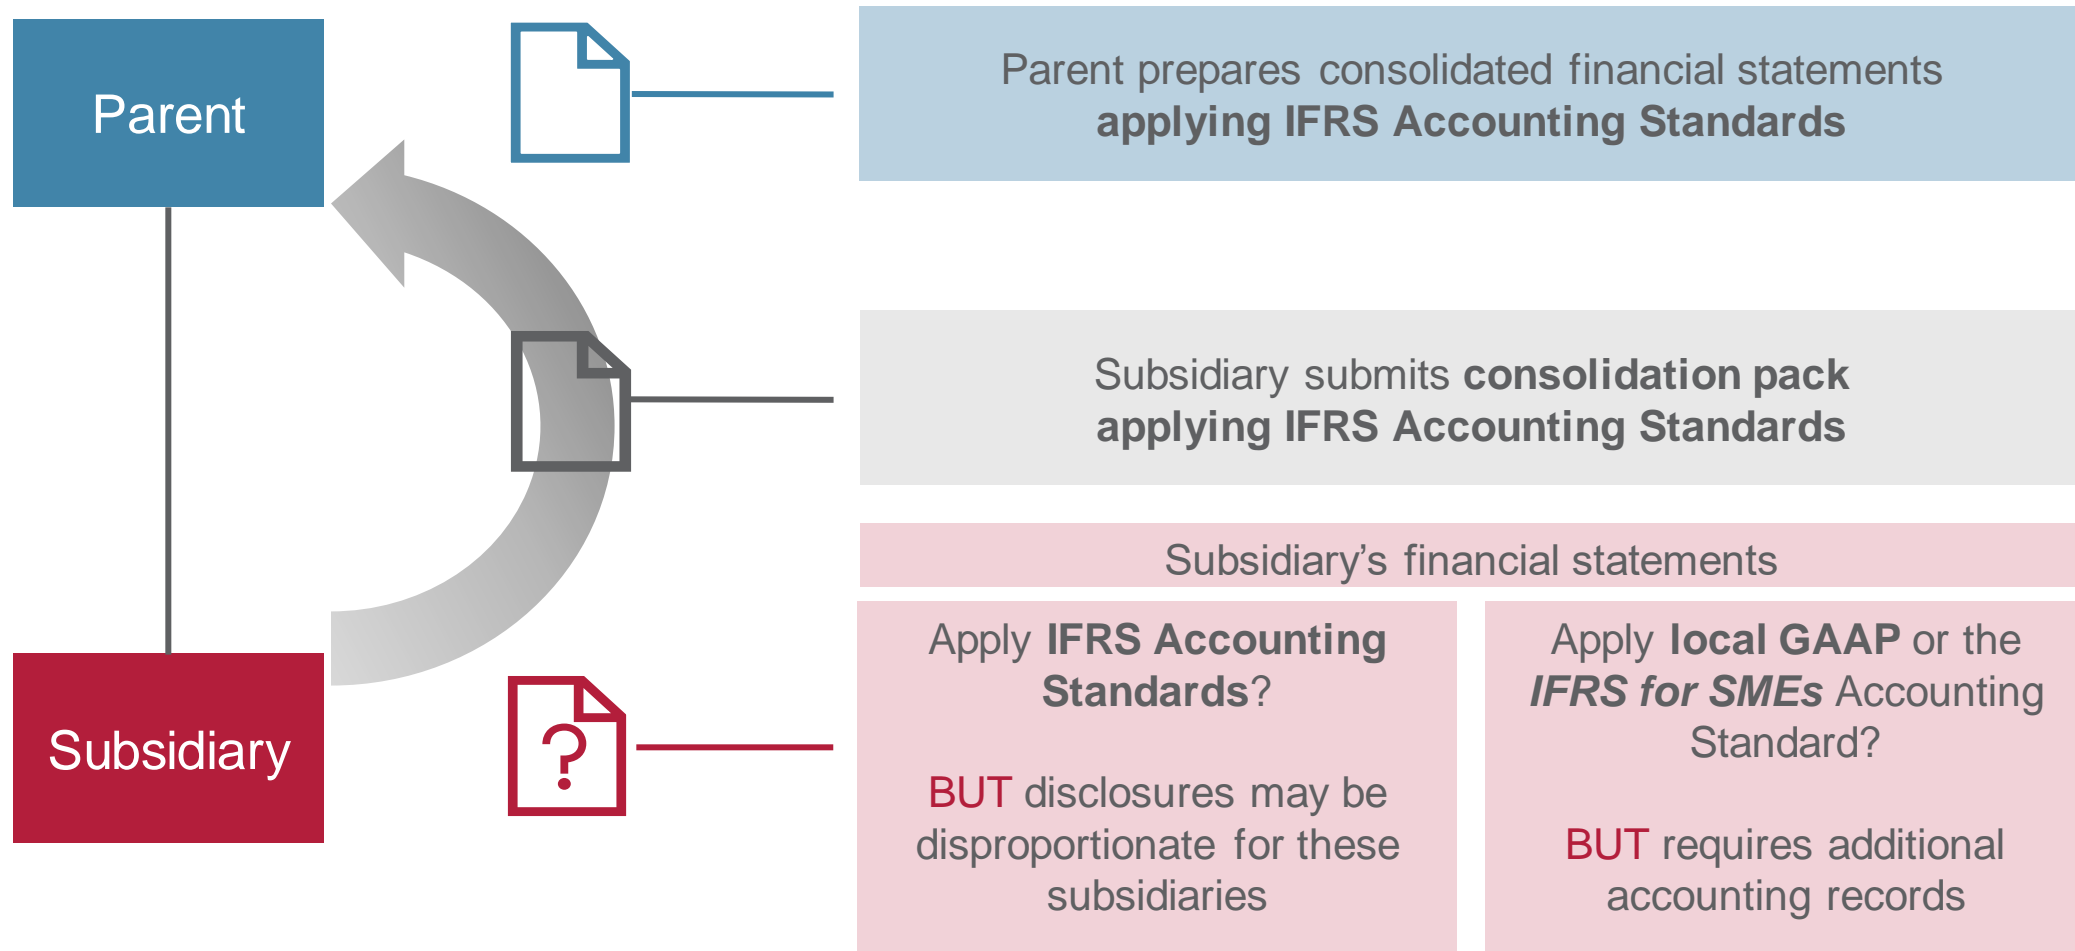 Parent
Parent prepares consolidated financial statements
applying IFRS Accounting Standards
Subsidiary submits consolidation pack
applying IFRS Accounting Standards
Subsidiary’s financial statements
Subsidiary
?
Apply IFRS Accounting
Standards?
BUT disclosures may be
disproportionate for these
subsidiaries
Apply local GAAP or the
IFRS for SMEs Accounting
Standard?
BUT requires additional
accounting records